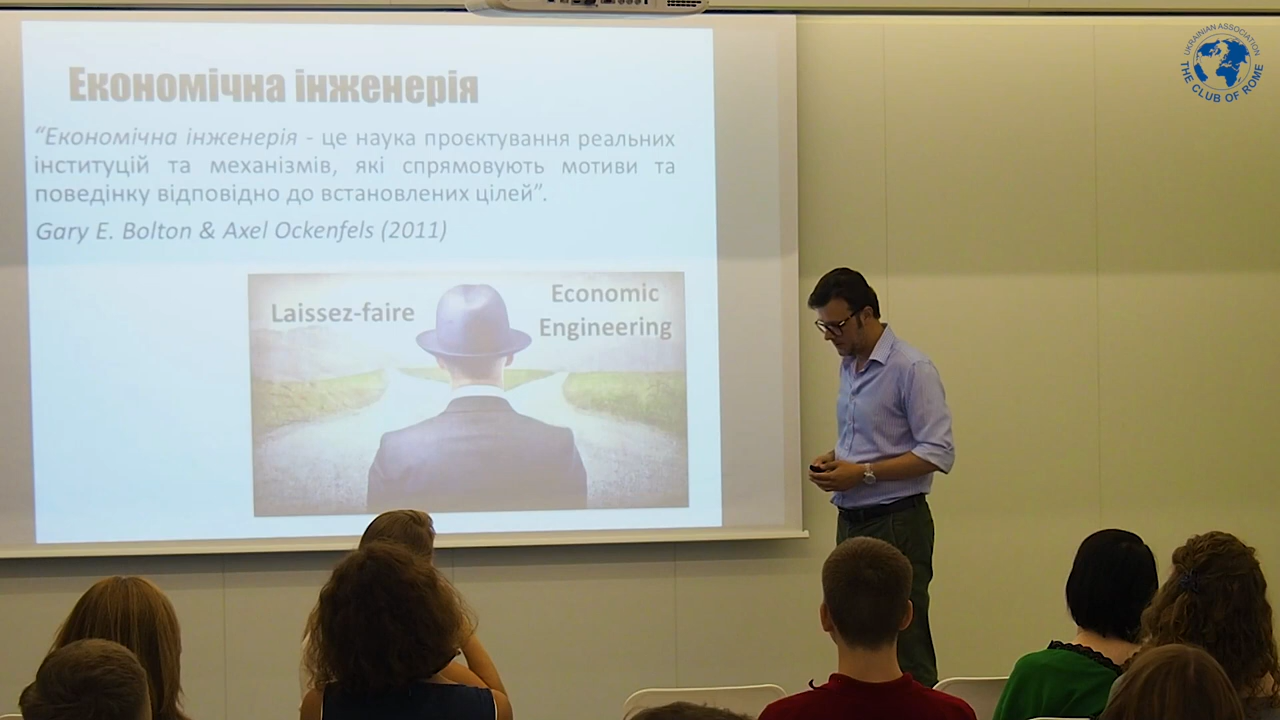 Економічна інженерія
“Економічна інженерія - це наука проєктування реальних
інституцій та механізмів, які спрямовують мотиви та
поведінку відповідно до встановлених цілей”.
Gary E. Bolton & Axel Ockenfels (2011)
Laissez-faire
Economic
Engineering
UKRAINIAN ASSOCIATION
THE CLUB OF ROME